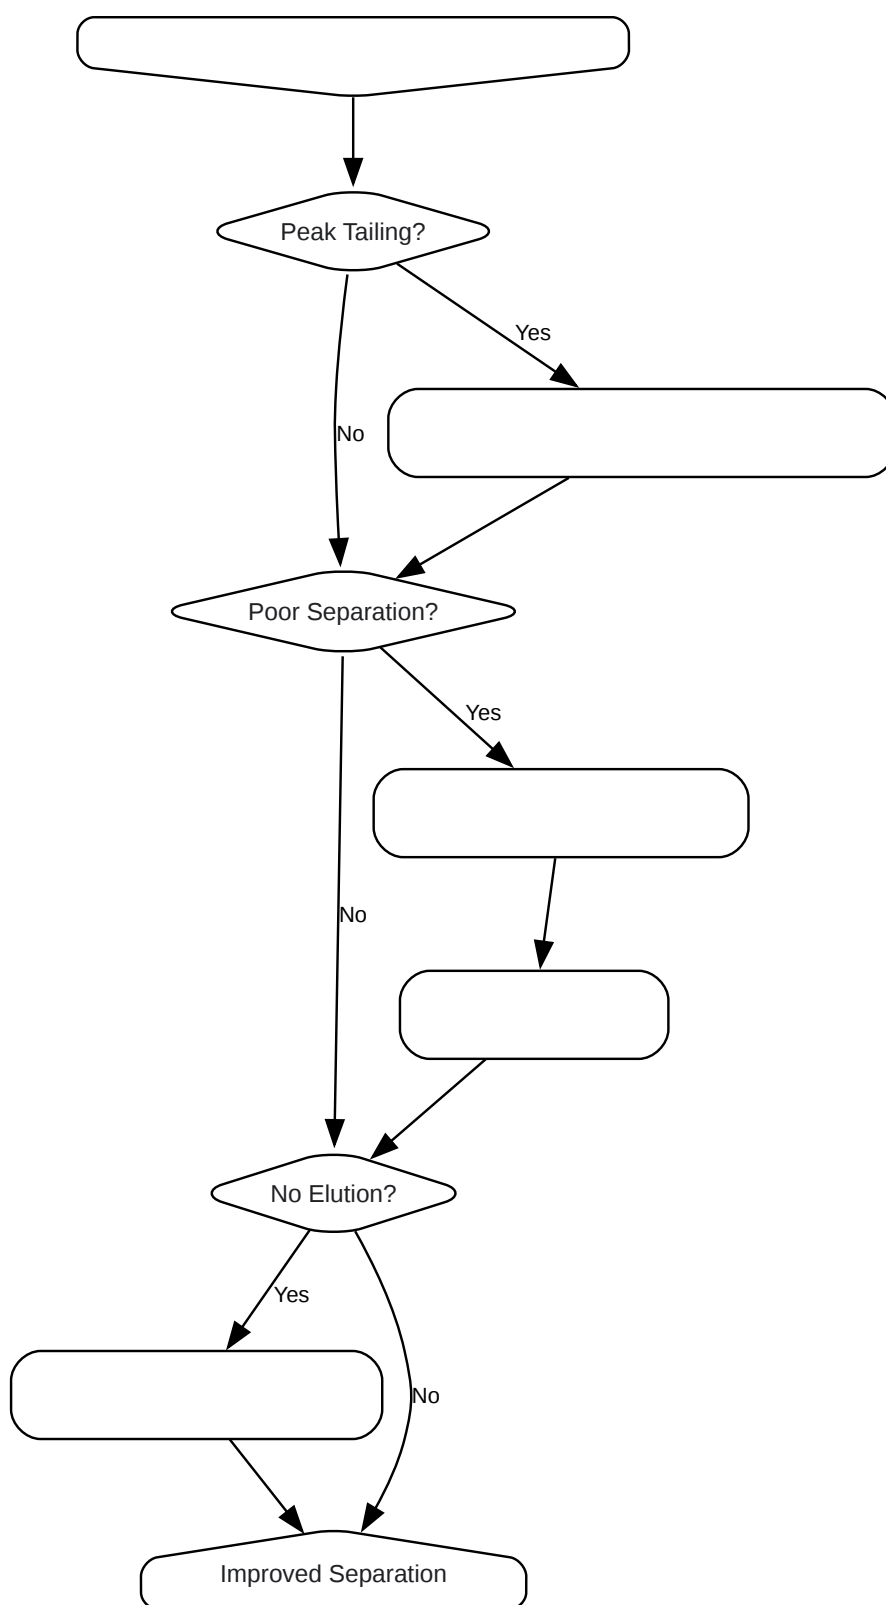 Peak Tailing?
Yes
No
Poor Separation?
Yes
No
No Elution?
Yes
No
Improved Separation